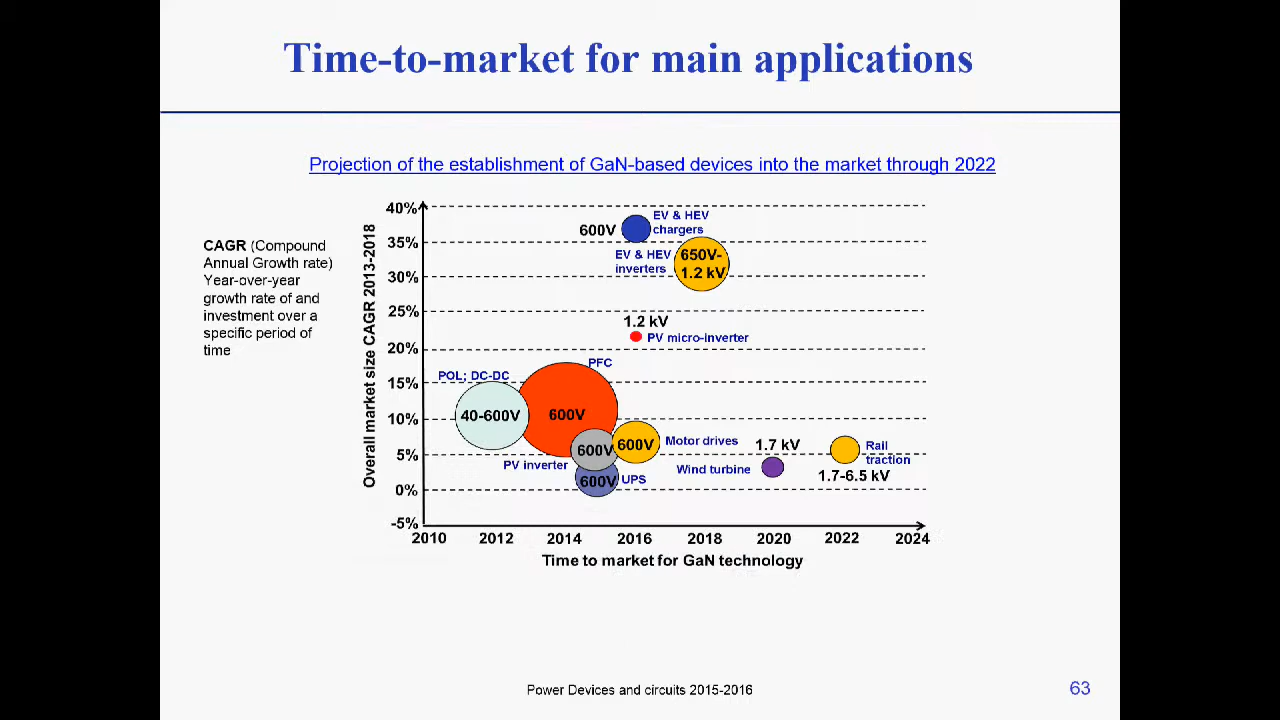 Time-to-market for main applications
Projection of the establishment of GaN-based devices into the market through 2022
CAGR (Compound
Annual Growth rate)
Year-over-year
growth rate of and
investment over a
specific period of
time
Overall market size CAGR 2013-2018
40%
35%
30%
25%
20%
15%
10%
5%
0%
-5%
600V
EV & HEV
chargers
EV & HEV
inverters
650V-
1.2 kV
1.2 kV
PV micro-inverter
PFC
POL; DC-DC
40-600V
600V
600V
600V
Motor drives
PV inverter
600V
UPS
1.7 kV
Wind turbine
Rail
traction
1.7-6.5 kV
2010 2012 2014 2016 2018 2020 2022 2024
Time to market for GaN technology
Power Devices and circuits 2015-2016
63